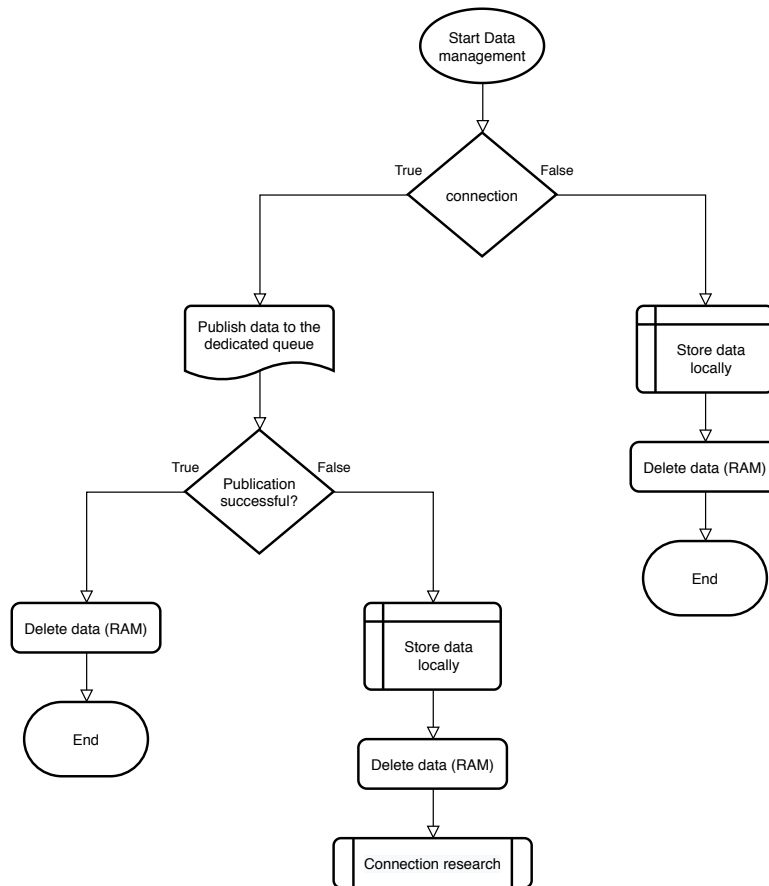 Start Data
management
True
False
connection
Publish data to the
dedicated queue
Store data
locally
Delete data (RAM)
End
True
False
Publication
successful?
Delete data (RAM)
End
Store data
locally
Delete data (RAM)
Connection research